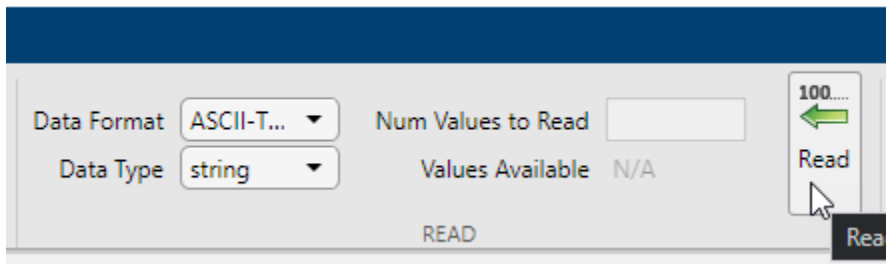 Data Format ASCII-T... Num Values to Read
100....
Data Type string Values Available N/A
Read
READ
Rea